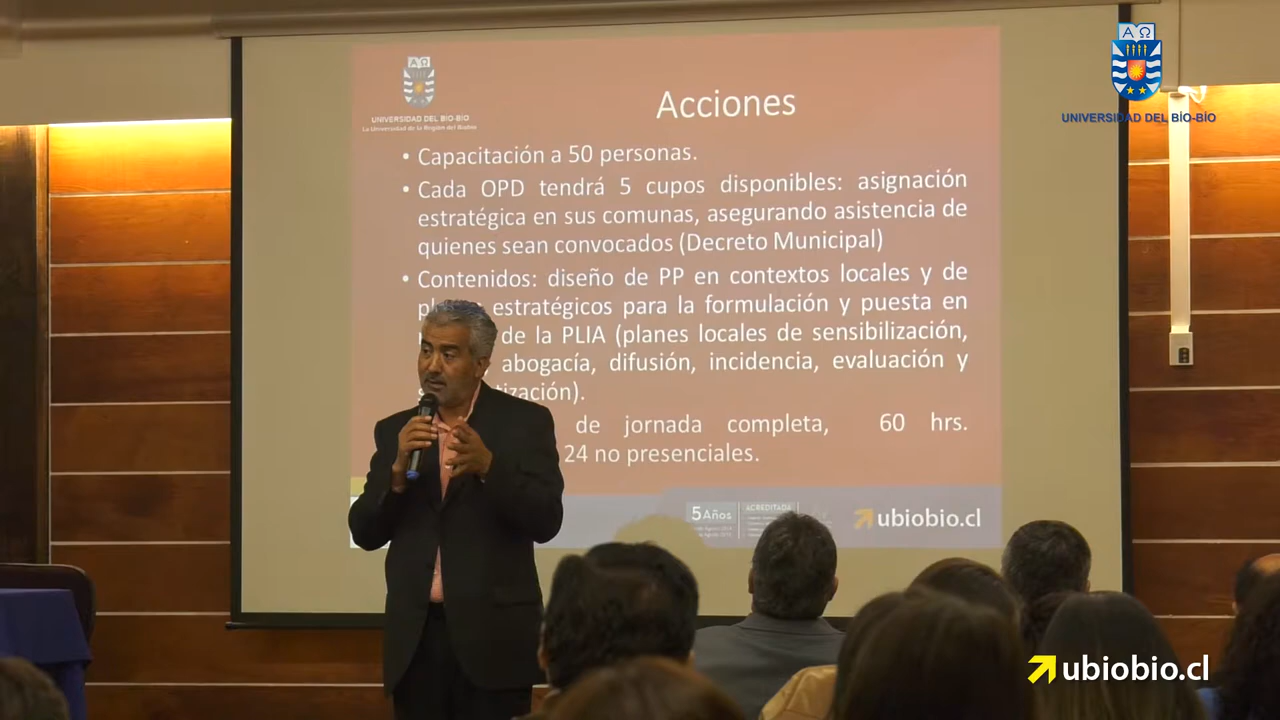 ΑΩ
UNIVERSIDAD DEL BÍO-BÍO
ΑΩ
UNIVERSIDAD DEL BÍO-BÍO
La Universidad de la Región del Biobío
Acciones
• Capacitación a 50 personas.
• Cada OPD tendrá 5 cupos disponibles: asignación
estratégica en sus comunas, asegurando asistencia de
quienes sean convocados (Decreto Municipal)
• Contenidos: diseño de PP en contextos locales y de
estratégicos para la formulación y puesta en
de la PLIA (planes locales de sensibilización,
abogacía, difusión, incidencia, evaluación y
de jornada completa, 60 hrs.
24 no presenciales.
5 Años
ACREDITADA
ubiobio.cl
ubiobio.cl